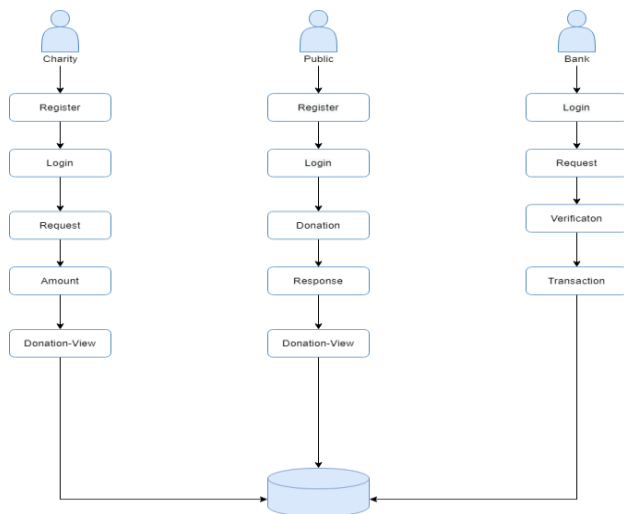 Charity
Public
Bank
Register
Register
Login
Login
Login
Request
Request
Donation
Verificaton
Amount
Response
Transaction
Donation-View
Donation-View